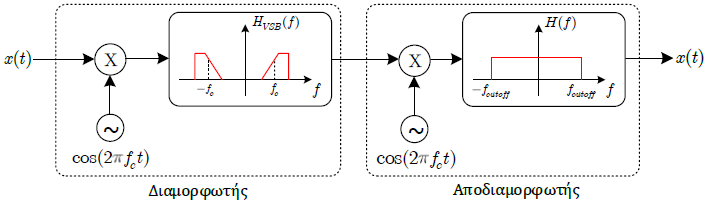 H_VSB(f)
H(f)
x(t)
X
X
x(t)
−f_c
f_c
f
−f_cutoff
f_cutoff
f
~
~
cos(2πf_ct)
cos(2πf_ct)
Διαμορφωτής
Αποδιαμορφωτής